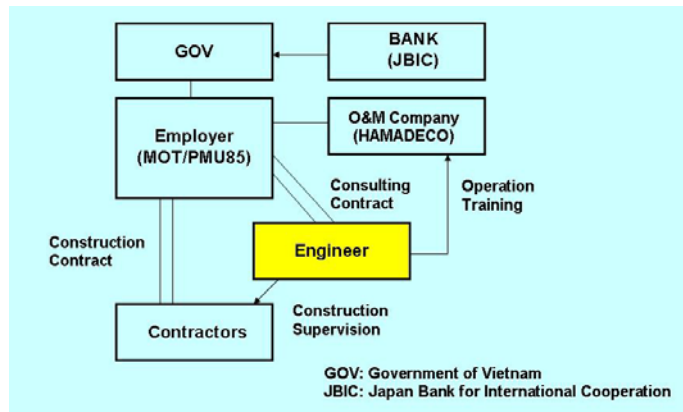 GOV
BANK
(JBIC)
Employer
(MOT/PMU85)
O&M Company
(HAMADECO)
Consulting
Contract
Operation
Training
Construction
Contract
Engineer
Contractors
Construction
Supervision
GOV: Government of Vietnam
JBIC: Japan Bank for International Cooperation